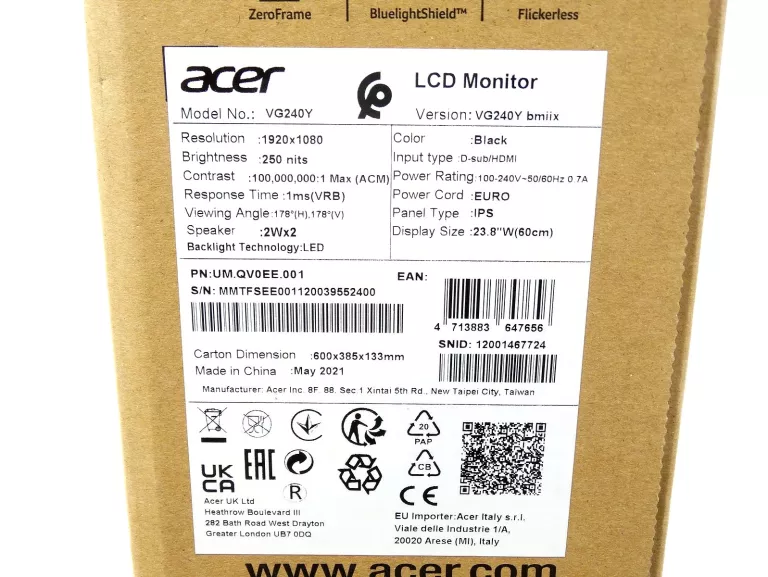 ZeroFrame BluelightShield™ Flickerless
acer LCD Monitor
Model No.: VG240Y Version: VG240Y bmiix
Resolution :1920x1080
Brightness :250 nits
Contrast :100,000,000:1 Max (ACM)
Response Time :1ms(VRB)
Viewing Angle:178°(H),178°(V)
Speaker :2Wx2
Backlight Technology:LED
Color :Black
Input type :D-sub/HDMI
Power Rating :100-240V~50/60Hz 0.7A
Power Cord :EURO
Panel Type :IPS
Display Size :23.8"W(60cm)
PN:UM.QV0EE.001
S/N: MMTFSEE001120039552400
EAN:
4 713883 647656
SNID: 12001467724
Carton Dimension :600x385x133mm
Made in China :May 2021
Manufacturer: Acer Inc. 8F. 88. Sec.1 Xintai 5th Rd., New Taipei City, Taiwan
20
PAP
UK
CA
EAC
R
CB
CE
Acer UK Ltd
Heathrow Boulevard III
282 Bath Road West Drayton
Greater London UB7 0DQ
EU Importer:Acer Italy s.r.l.
Viale delle Industrie 1/A,
20020 Arese (MI), Italy
www.acer.com